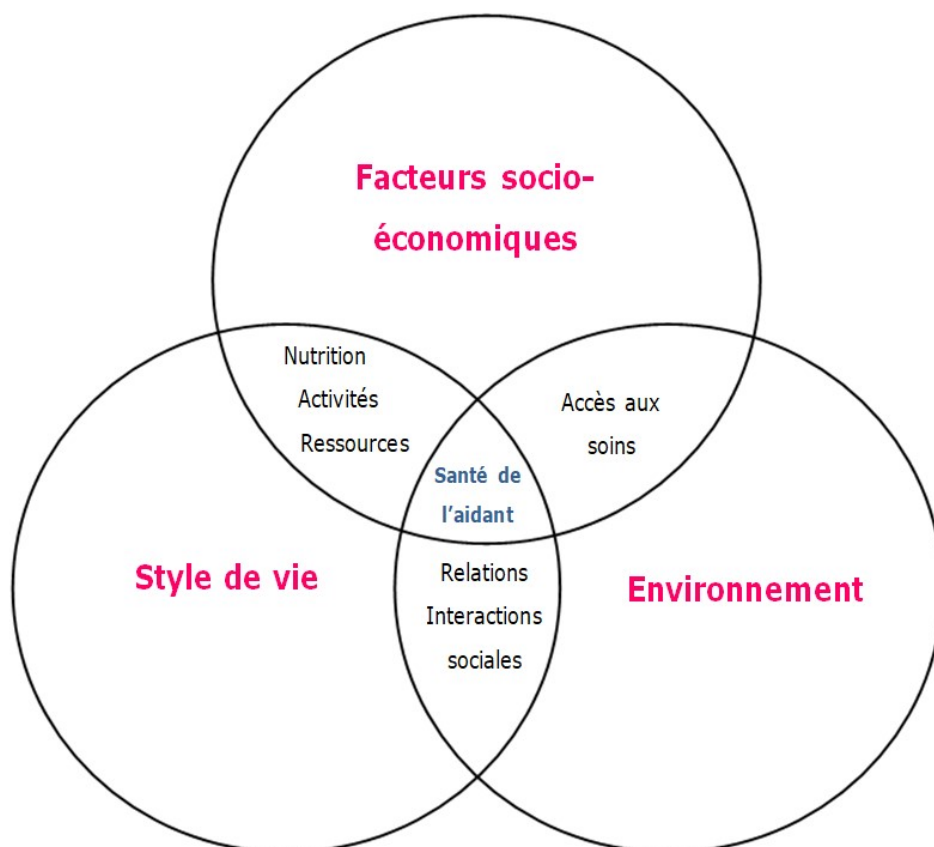 Facteurs socio-
économiques
Nutrition
Activités
Ressources
Accès aux
soins
Santé de
l'aidant
Style de vie
Relations
Interactions
sociales
Environnement